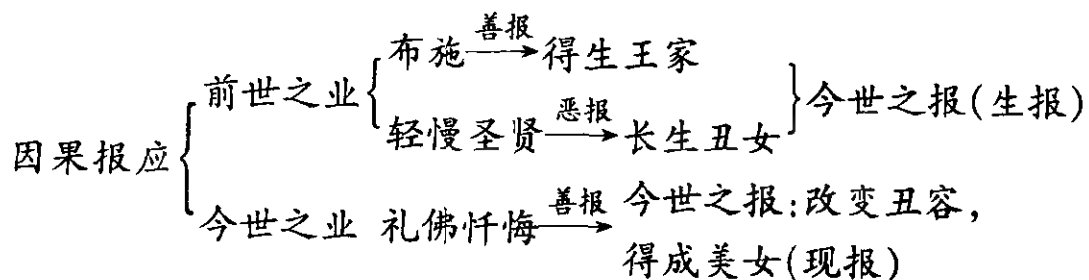 善报
布施→得生王家
前世之业
今世之报(生报)
恶报
轻慢圣贤→长生丑女
因果报应
善报
今世之业 礼佛忏悔→今世之报:改变丑容,
得成美女(现报)